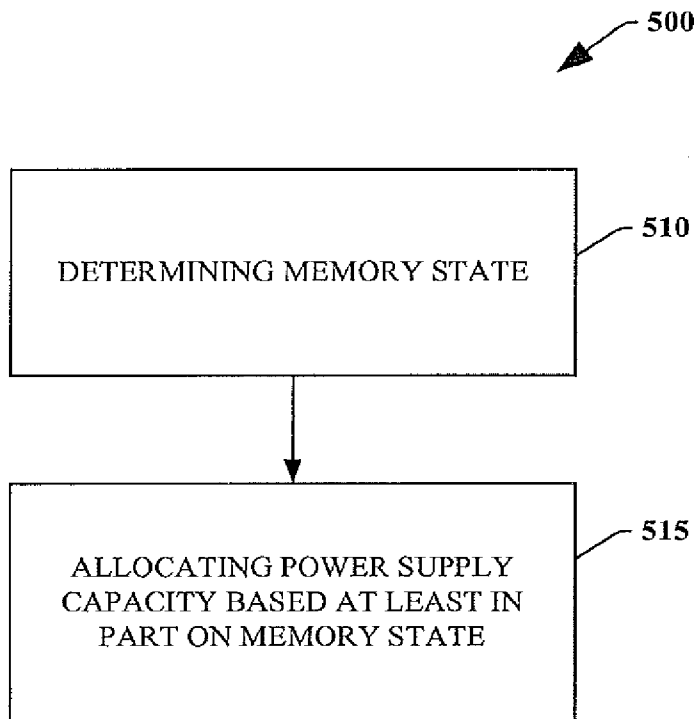 500
510
DETERMINING MEMORY STATE
515
ALLOCATING POWER SUPPLY
CAPACITY BASED AT LEAST IN
PART ON MEMORY STATE